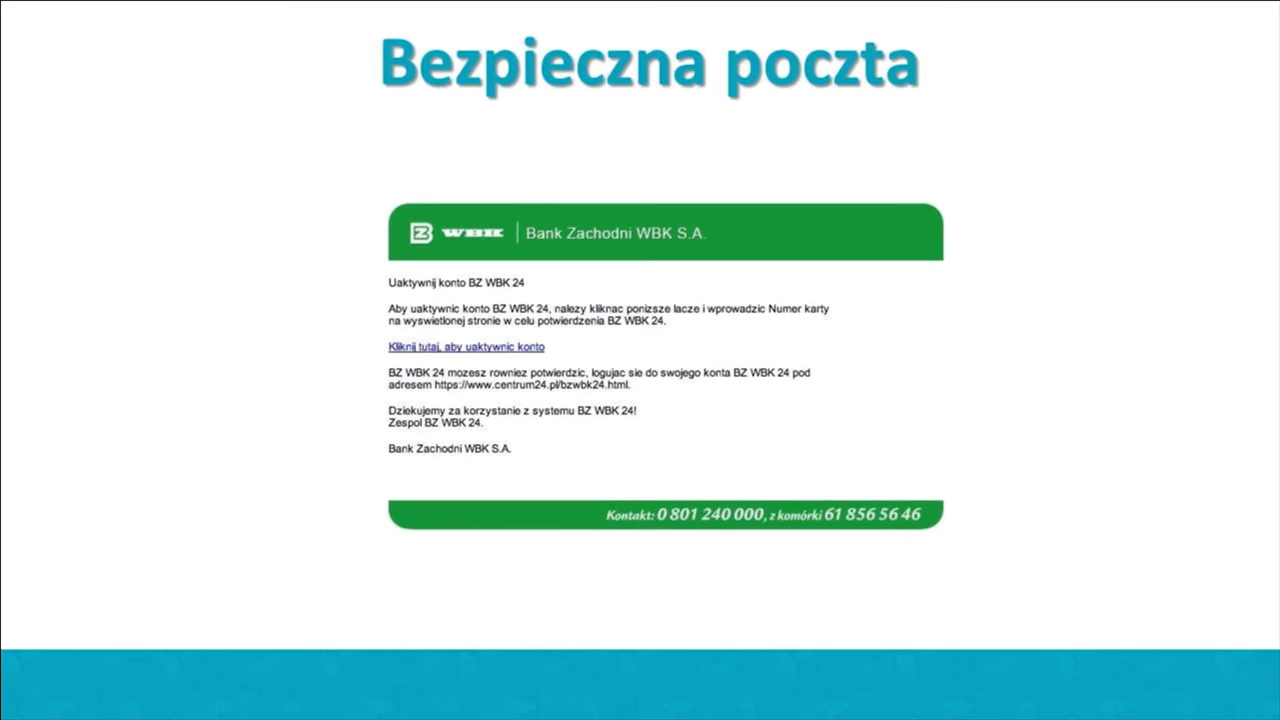 Bezpieczna poczta
BZ WBK | Bank Zachodni WBK S.A.
Uaktywnij konto BZ WBK 24
Aby uaktywnic konto BZ WBK 24, nalezy kliknac ponizsze lacze i wprowadzic Numer karty
na wyswietlonej stronie w celu potwierdzenia BZ WBK 24.
Kliknij tutaj, aby uaktywnic konto
BZ WBK 24 mozesz rowniez potwierdzic, logujac sie do swojego konta BZ WBK 24 pod
adresem https://www.centrum24.pl/bzwbk24.html.
Dziekujemy za korzystanie z systemu BZ WBK 24!
Zespol BZ WBK 24.
Bank Zachodni WBK S.A.
Kontakt: 0 801 240 000, z komórki 61 856 56 46